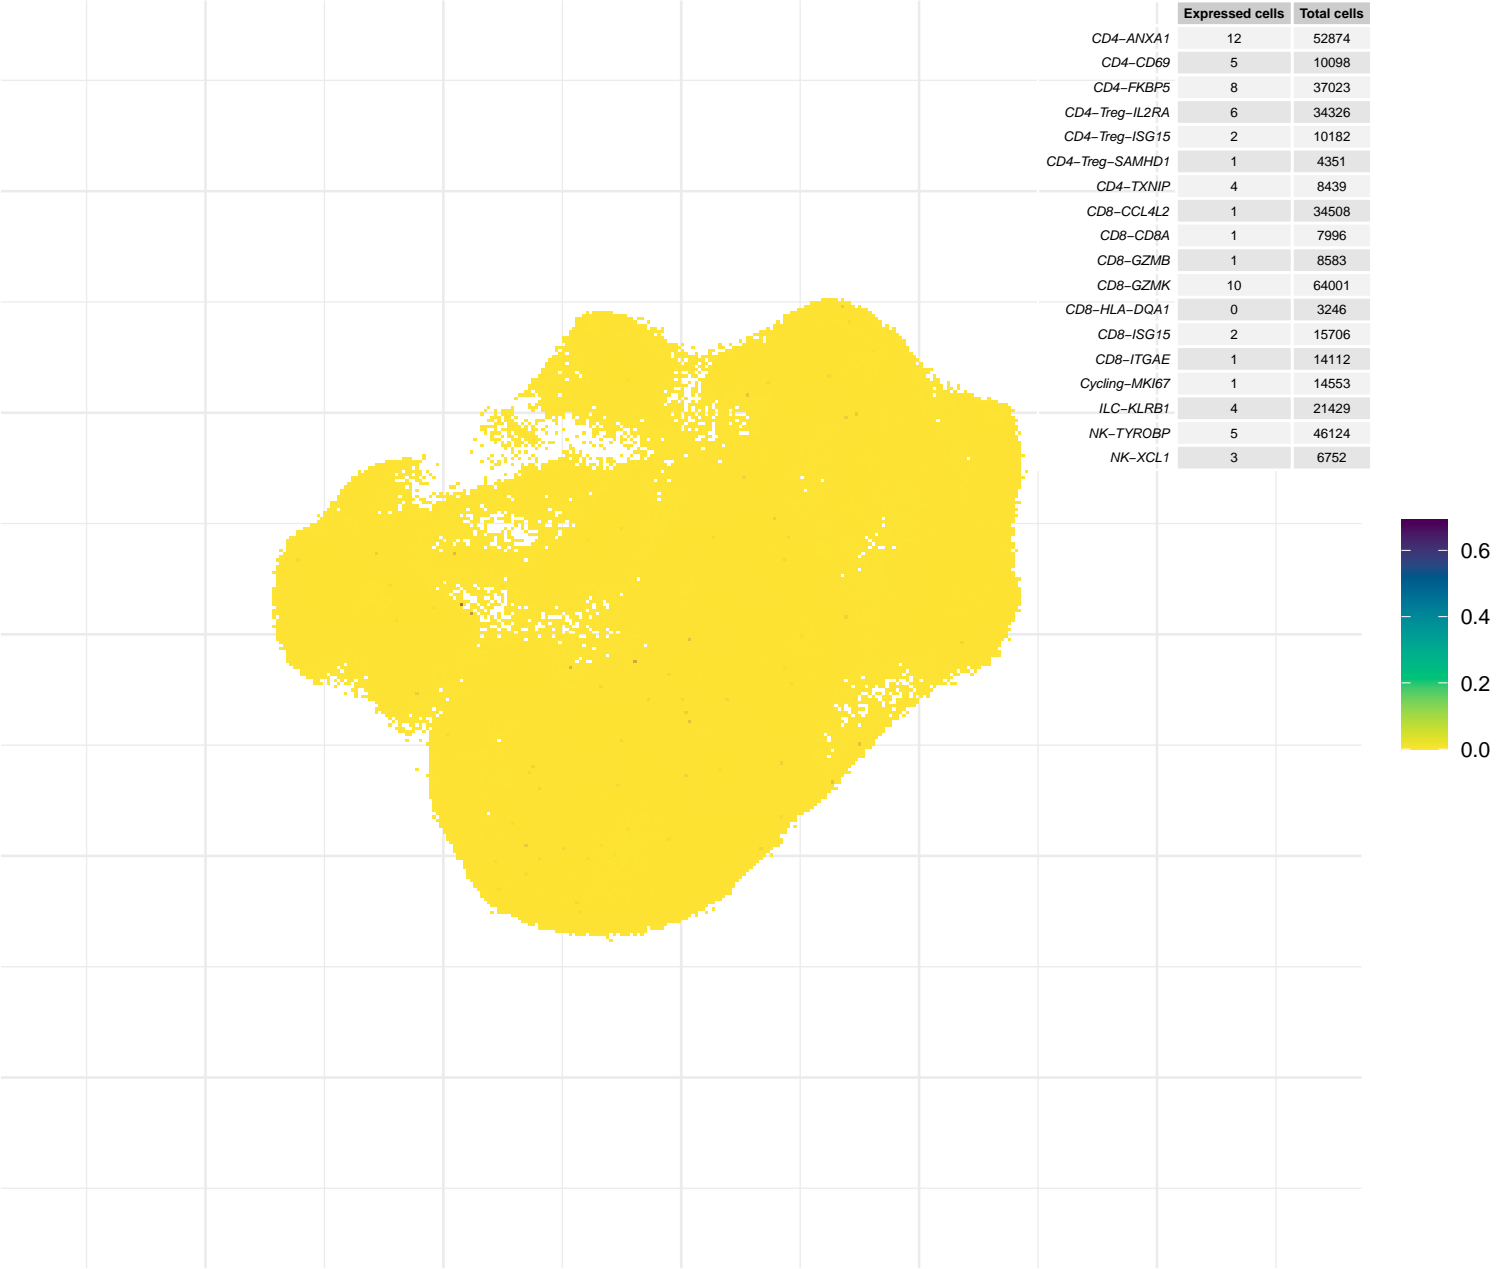 Expressed cells Total cells
CD4−ANXA1 12 52874
CD4−CD69 5 10098
CD4−FKBP5 8 37023
CD4−Treg−IL2RA 6 34326
CD4−Treg−ISG15 2 10182
CD4−Treg−SAMHD1 1 4351
CD4−TXNIP 4 8439
CD8−CCL4L2 1 34508
CD8−CD8A 1 7996
CD8−GZMB 1 8583
CD8−GZMK 10 64001
CD8−HLA−DQA1 0 3246
CD8−ISG15 2 15706
CD8−ITGAE 1 14112
Cycling−MKI67 1 14553
ILC−KLRB1 4 21429
NK−TYROBP 5 46124
NK−XCL1 3 6752
0.6
0.4
0.2
0.0